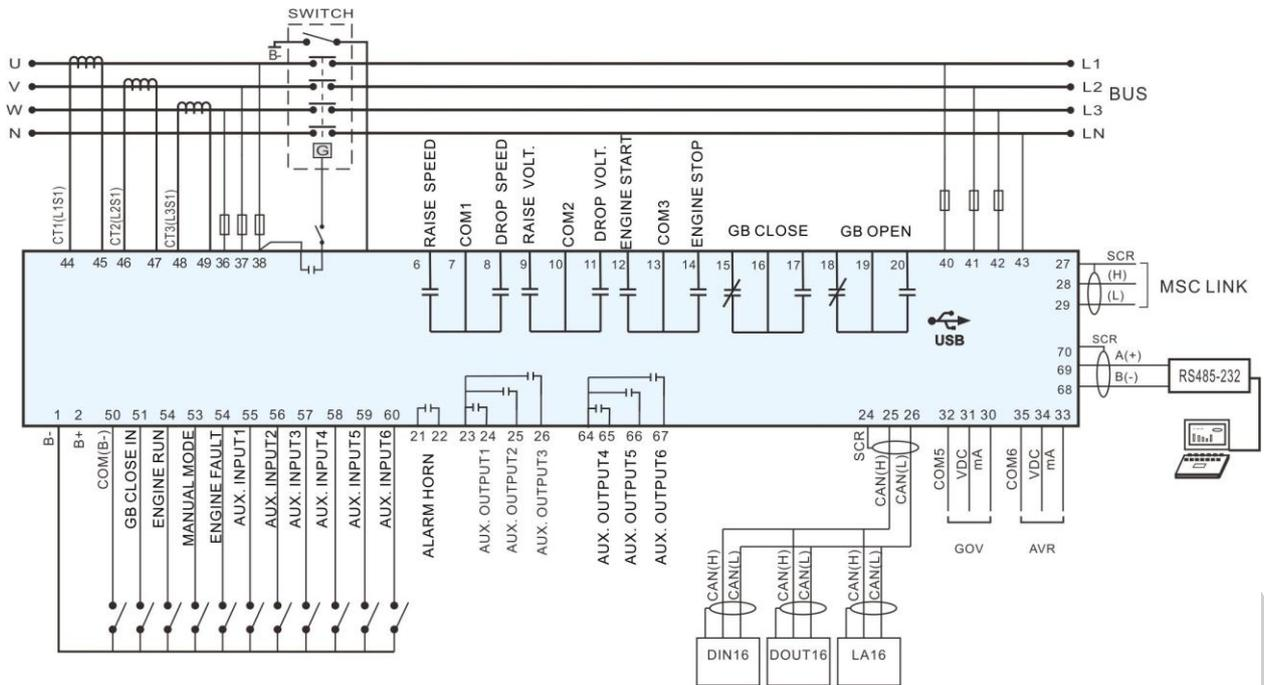 SWITCH
B-
U
V
W
N
L1
L2
L3
LN
BUS
G
CT1(L1S1)
CT2(L2S1)
CT3(L3S1)
RAISE SPEED
COM1
DROP SPEED
RAISE VOLT.
COM2
DROP VOLT.
ENGINE START
COM3
ENGINE STOP
GB CLOSE
GB OPEN
44 45 46 47 48 49 36 37 38
6 7 8 9 10 11 12 13 14 15 16 17 18 19 20
40 41 42 43
27 SCR
28 (H)
29 (L)
MSC LINK
USB
SCR
70
69 A(+)
68 B(-)
RS485-232
1 2 50 51 54 53 54 55 56 57 58 59 60
21 22 23 24 25 26
64 65 66 67
24 25 26 32 31 30 35 34 33
B-
B+
COM(B-)
GB CLOSE IN
ENGINE RUN
MANUAL MODE
ENGINE FAULT
AUX. INPUT1
AUX. INPUT2
AUX. INPUT3
AUX. INPUT4
AUX. INPUT5
AUX. INPUT6
ALARM HORN
AUX. OUTPUT1
AUX. OUTPUT2
AUX. OUTPUT3
AUX. OUTPUT4
AUX. OUTPUT5
AUX. OUTPUT6
SCR
CAN(H)
CAN(L)
COM5
VDC
mA
COM6
VDC
mA
GOV
AVR
CAN(H)
CAN(L)
CAN(H)
CAN(L)
CAN(H)
CAN(L)
DIN16
DOUT16
LA16